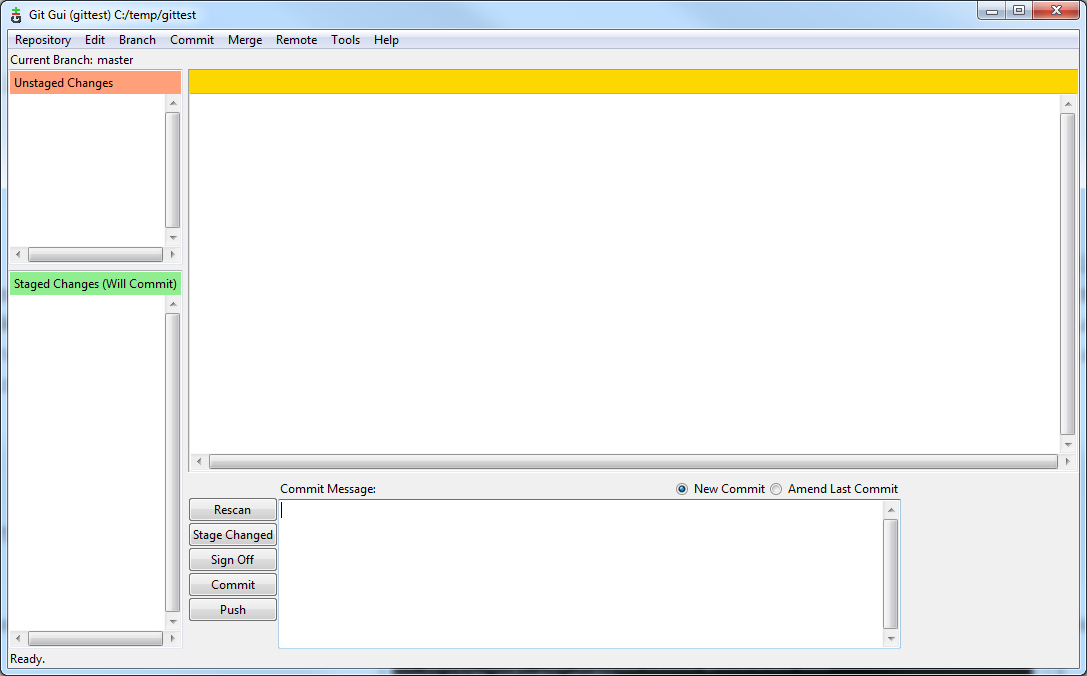 Git Gui (gittest) C:/temp/gittest
Repository Edit Branch Commit Merge Remote Tools Help
Current Branch: master
Unstaged Changes
Staged Changes (Will Commit)
Commit Message: New Commit Amend Last Commit
Rescan
Stage Changed
Sign Off
Commit
Push
Ready.